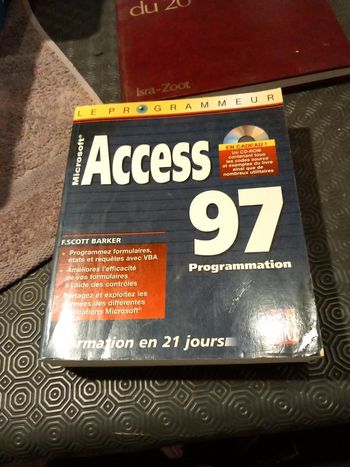 du 20
Isra-Zoot
LE PROGRAMMEUR
Microsoft®
Access
97
Programmation
EN CADEAU !
Un CD-ROM
contenant tous
les codes source
et exemples du livre
ainsi que de
nombreux utilitaires
F.SCOTT BARKER
• Programmez formulaires,
états et requêtes avec VBA
• Améliorez l'efficacité
de vos formulaires
à l'aide des contrôles
Partagez et exploitez les
données des différentes
applications Microsoft®
formation en 21 jours